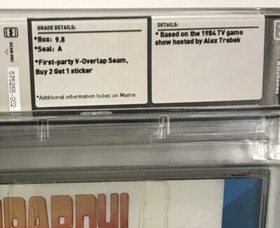 GRADE DETAILS:
*Box: 9.8
*Seal: A
*First-party V-Overlap Seam,
Buy 2 Get 1 sticker
*Additional information listed on Matrix
DETAILS:
* Based on the 1984 TV game
show hosted by Alex Trebek